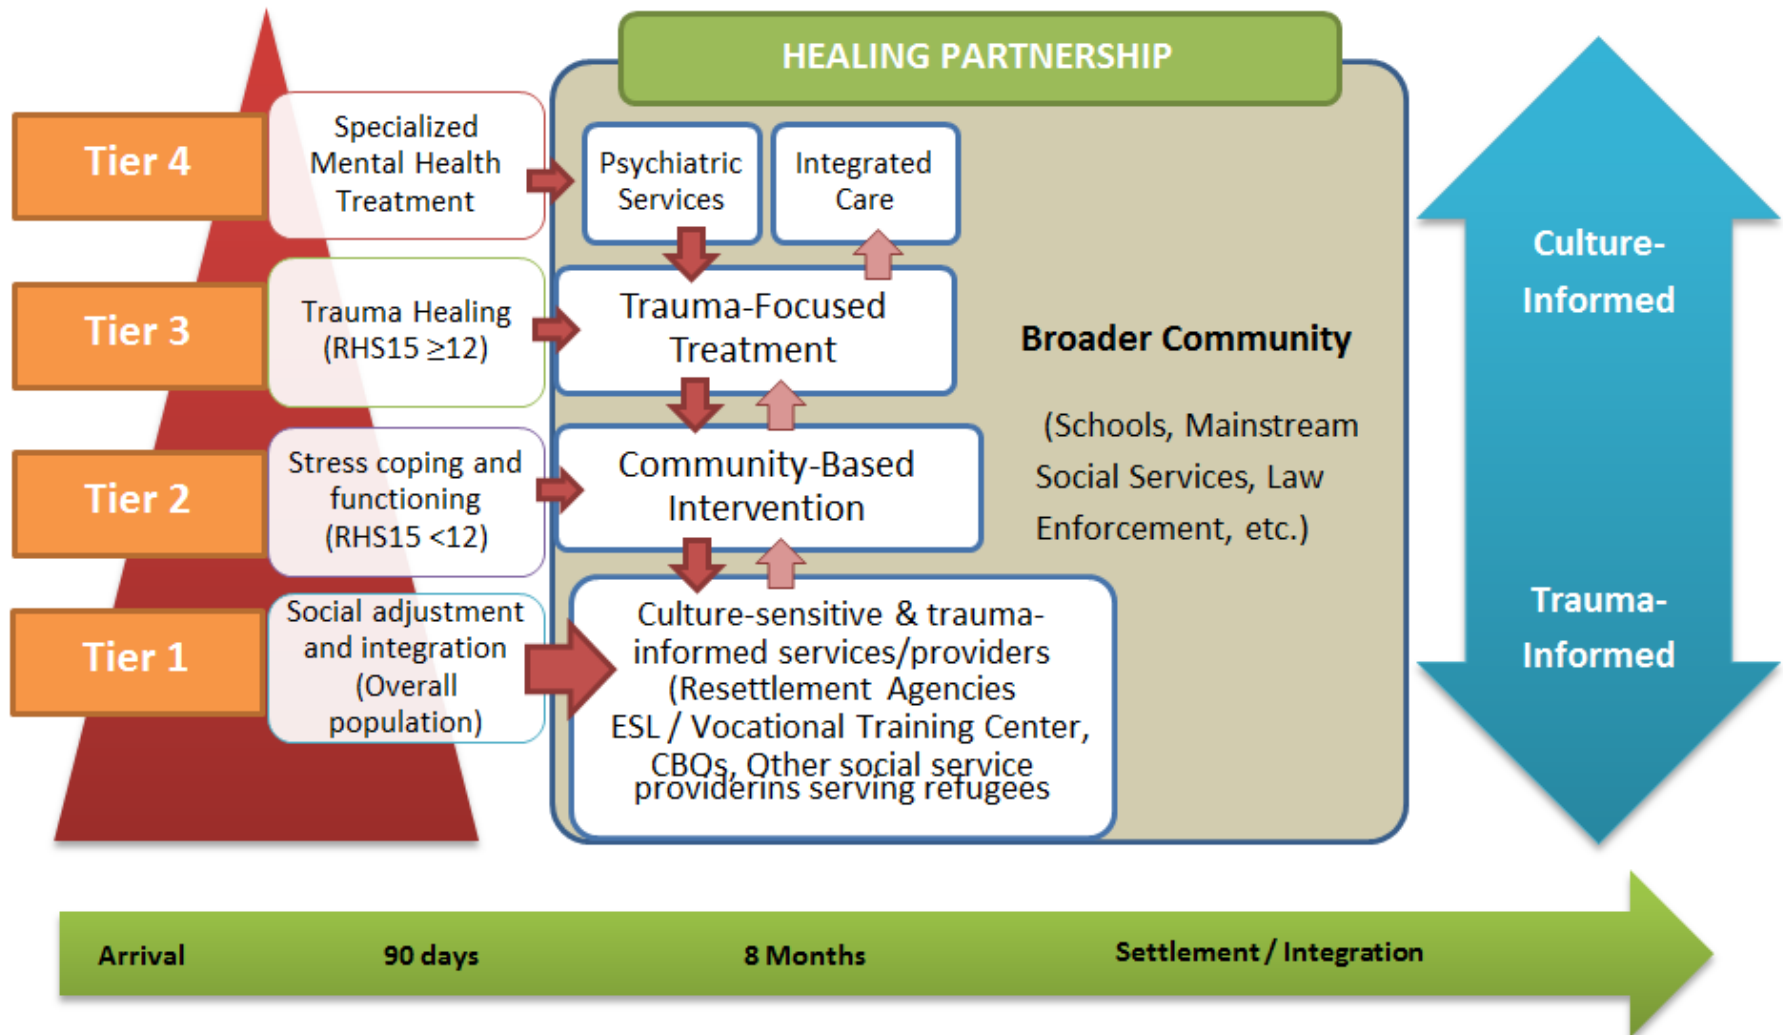 HEALING PARTNERSHIP
Tier 4
Specialized
Mental Health
Treatment
Psychiatric
Services
Integrated
Care
Tier 3
Trauma Healing
(RHS15 ≥12)
Trauma-Focused
Treatment
Tier 2
Stress coping and
functioning
(RHS15 <12)
Community-Based
Intervention
Tier 1
Social adjustment
and integration
(Overall
population)
Culture-sensitive & trauma-
informed services/providers
(Resettlement Agencies
ESL / Vocational Training Center,
CBOs, Other social service
providerins serving refugees
Broader Community
(Schools, Mainstream
Social Services, Law
Enforcement, etc.)
Culture-
Informed
Trauma-
Informed
Arrival
90 days
8 Months
Settlement / Integration